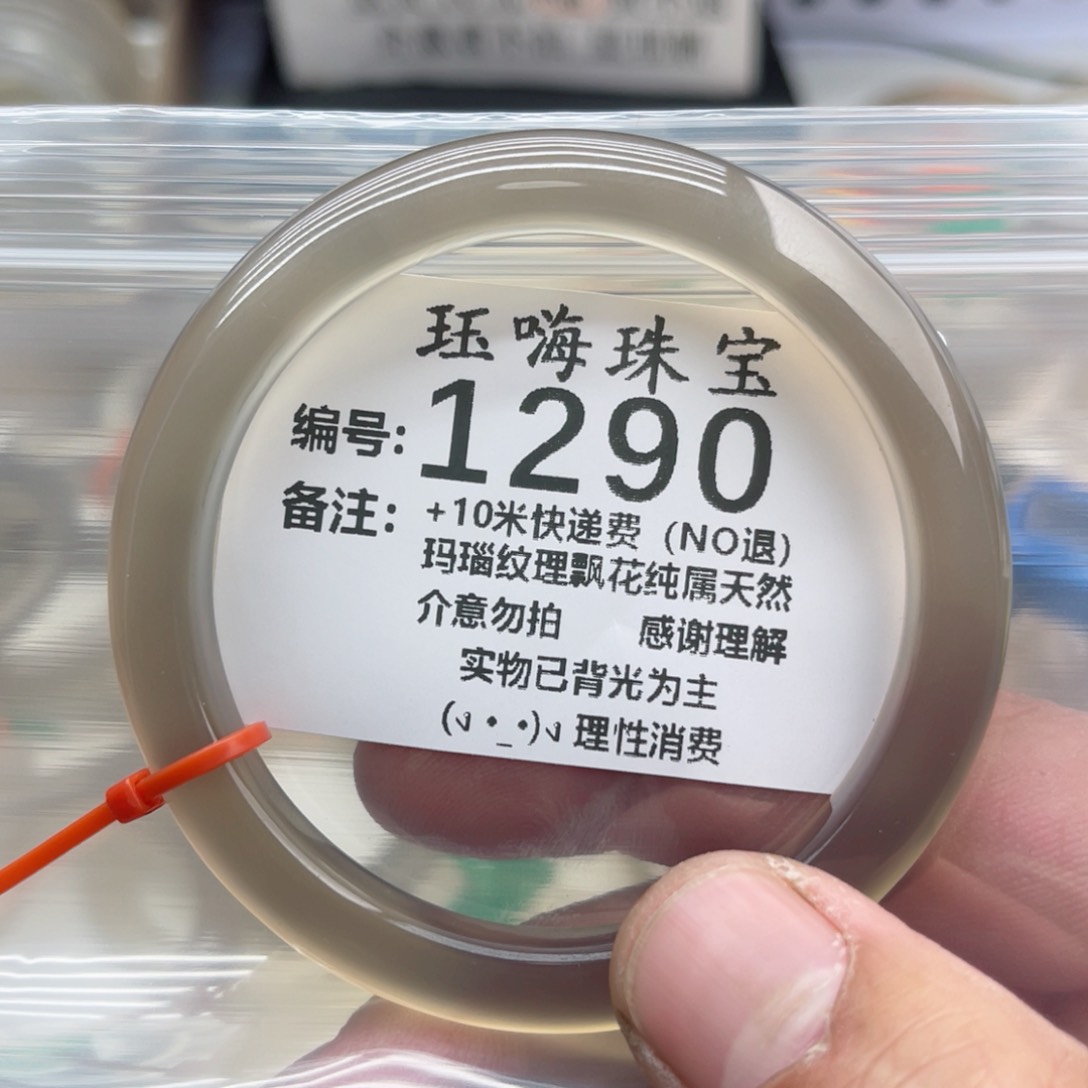 珏嗨珠宝
编号: 1290
备注: +10米快递费 (NO退)
玛瑙纹理飘花纯属天然
介意勿拍 感谢理解
实物已背光为主
(ง •_•)ง 理性消费